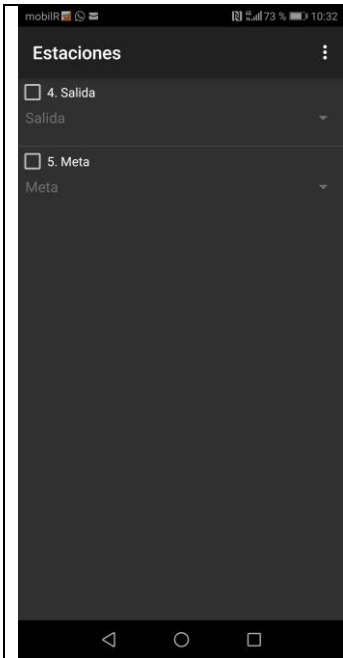 mobilR 73 % 10:32
Estaciones
4. Salida
Salida
5. Meta
Meta